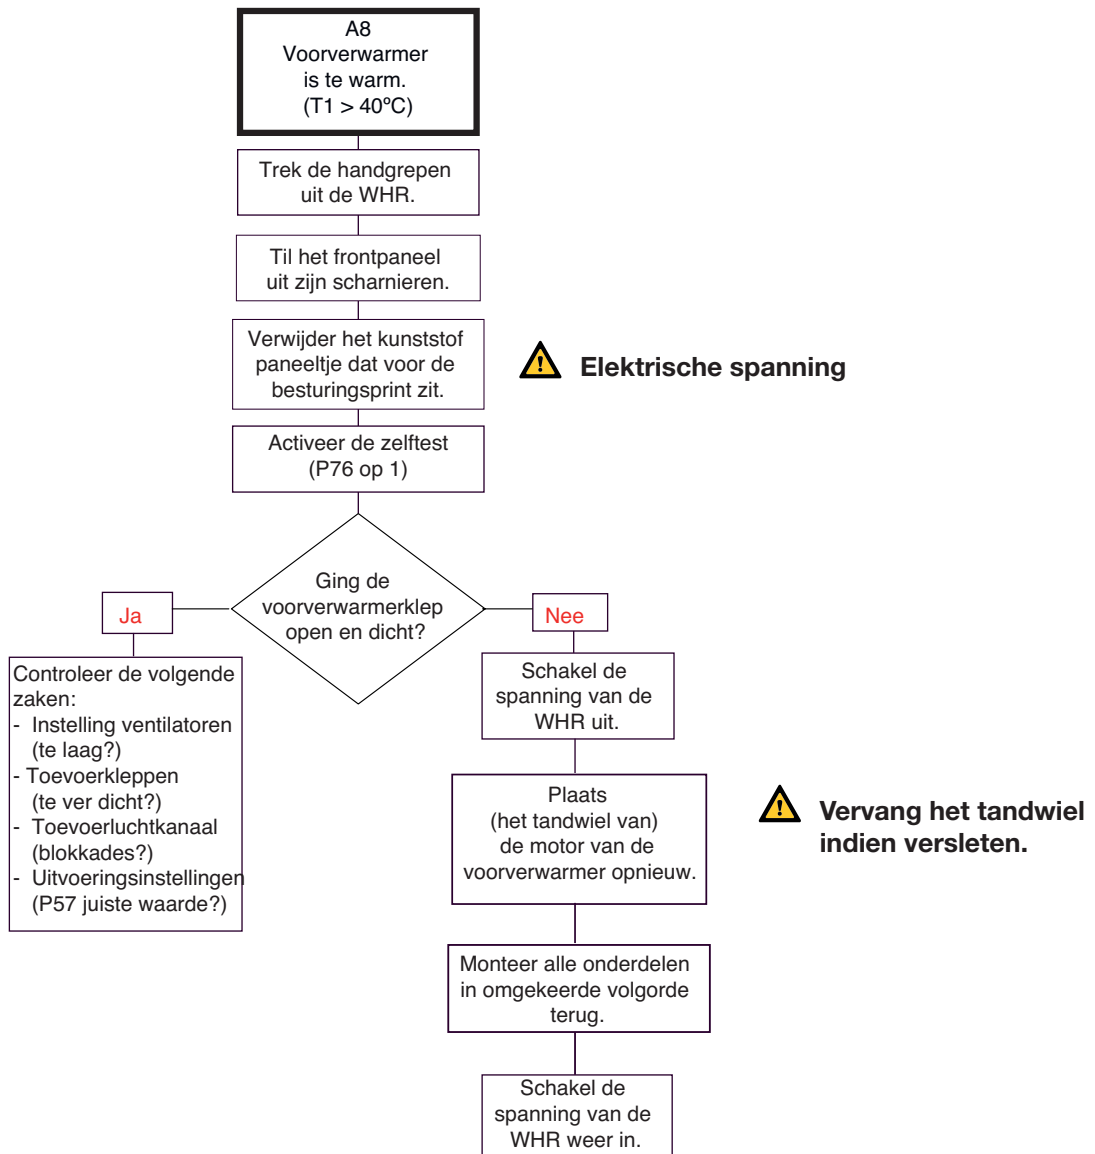 A8
Voorverwarmer
is te warm.
(T1 > 40ºC)
Trek de handgrepen
uit de WHR.
Til het frontpaneel
uit zijn scharnieren.
Verwijder het kunststof
paneeltje dat voor de
besturingsprint zit.
Elektrische spanning
Activeer de zelftest
(P76 op 1)
Ging de
voorverwarmerklep
open en dicht?
Ja
Controleer de volgende
zaken:
- Instelling ventilatoren
(te laag?)
- Toevoerkleppen
(te ver dicht?)
- Toevoerluchtkanaal
(blokkades?)
- Uitvoeringsinstellingen
(P57 juiste waarde?)
Nee
Schakel de
spanning van de
WHR uit.
Plaats
(het tandwiel van)
de motor van de
voorverwarmer opnieuw.
Vervang het tandwiel
indien versleten.
Monteer alle onderdelen
in omgekeerde volgorde
terug.
Schakel de
spanning van de
WHR weer in.